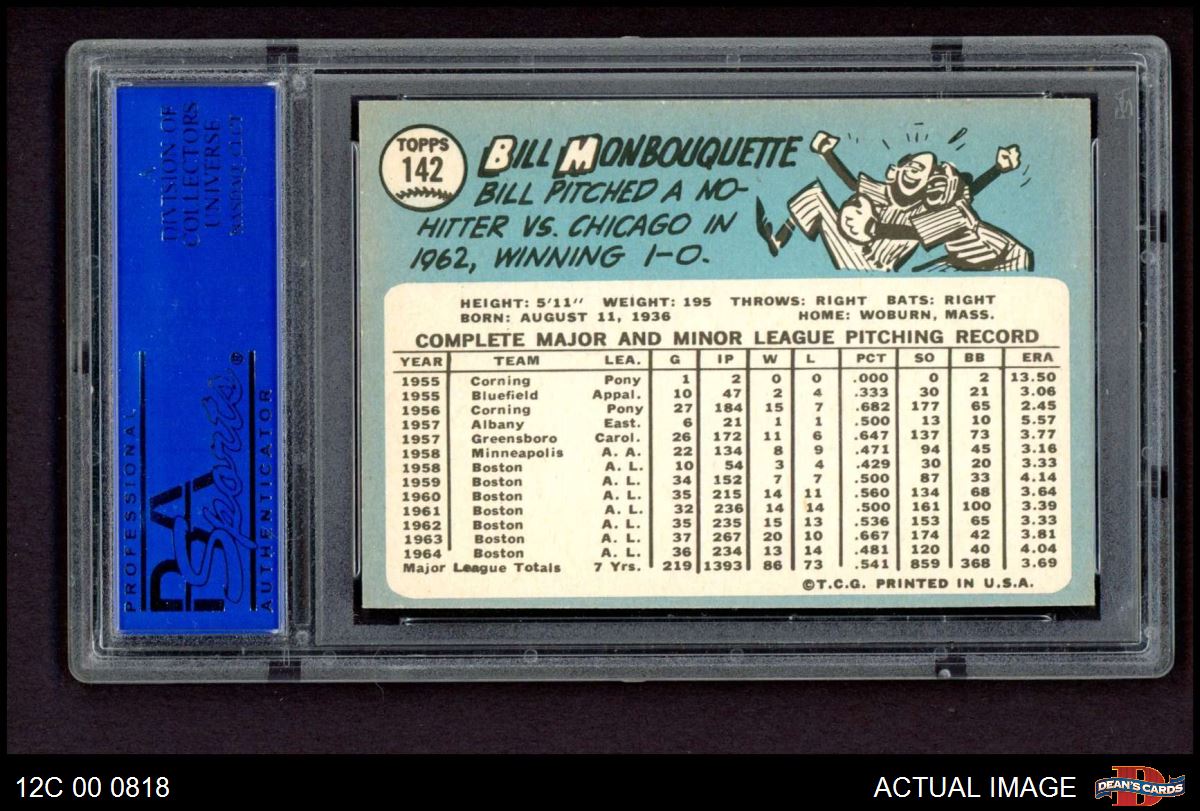 DIVISION OF
COLLECTORS
UNIVERSE
NASDAQ: CLCT
PROFESSIONAL
PSA
Sports®
AUTHENTICATOR
TOPPS
142
BILL MONBOUQUETTE
BILL PITCHED A NO-
HITTER VS. CHICAGO IN
1962, WINNING 1-0.
HEIGHT: 5'11" WEIGHT: 195 THROWS: RIGHT BATS: RIGHT
BORN: AUGUST 11, 1936 HOME: WOBURN, MASS.
COMPLETE MAJOR AND MINOR LEAGUE PITCHING RECORD
YEAR TEAM LEA. G IP W L PCT SO BB ERA
1955 Corning Pony 1 2 0 0 .000 0 2 13.50
1955 Bluefield Appal. 10 47 2 4 .333 30 21 3.06
1956 Corning Pony 27 184 15 7 .682 177 65 2.45
1957 Albany East. 6 21 1 1 .500 13 10 5.57
1957 Greensboro Carol. 26 172 11 6 .647 137 73 3.77
1958 Minneapolis A. A. 22 134 8 9 .471 94 45 3.16
1958 Boston A. L. 10 54 3 4 .429 30 20 3.33
1959 Boston A. L. 34 152 7 7 .500 87 33 4.14
1960 Boston A. L. 35 215 14 11 .560 134 68 3.64
1961 Boston A. L. 32 236 14 14 .500 161 100 3.39
1962 Boston A. L. 35 235 15 13 .536 153 65 3.33
1963 Boston A. L. 37 267 20 10 .667 174 42 3.81
1964 Boston A. L. 36 234 13 14 .481 120 40 4.04
Major League Totals 7 Yrs. 219 1393 86 73 .541 859 368 3.69
©T.C.G. PRINTED IN U.S.A.
12C 00 0818
ACTUAL IMAGE
D
DEAN'S CARDS